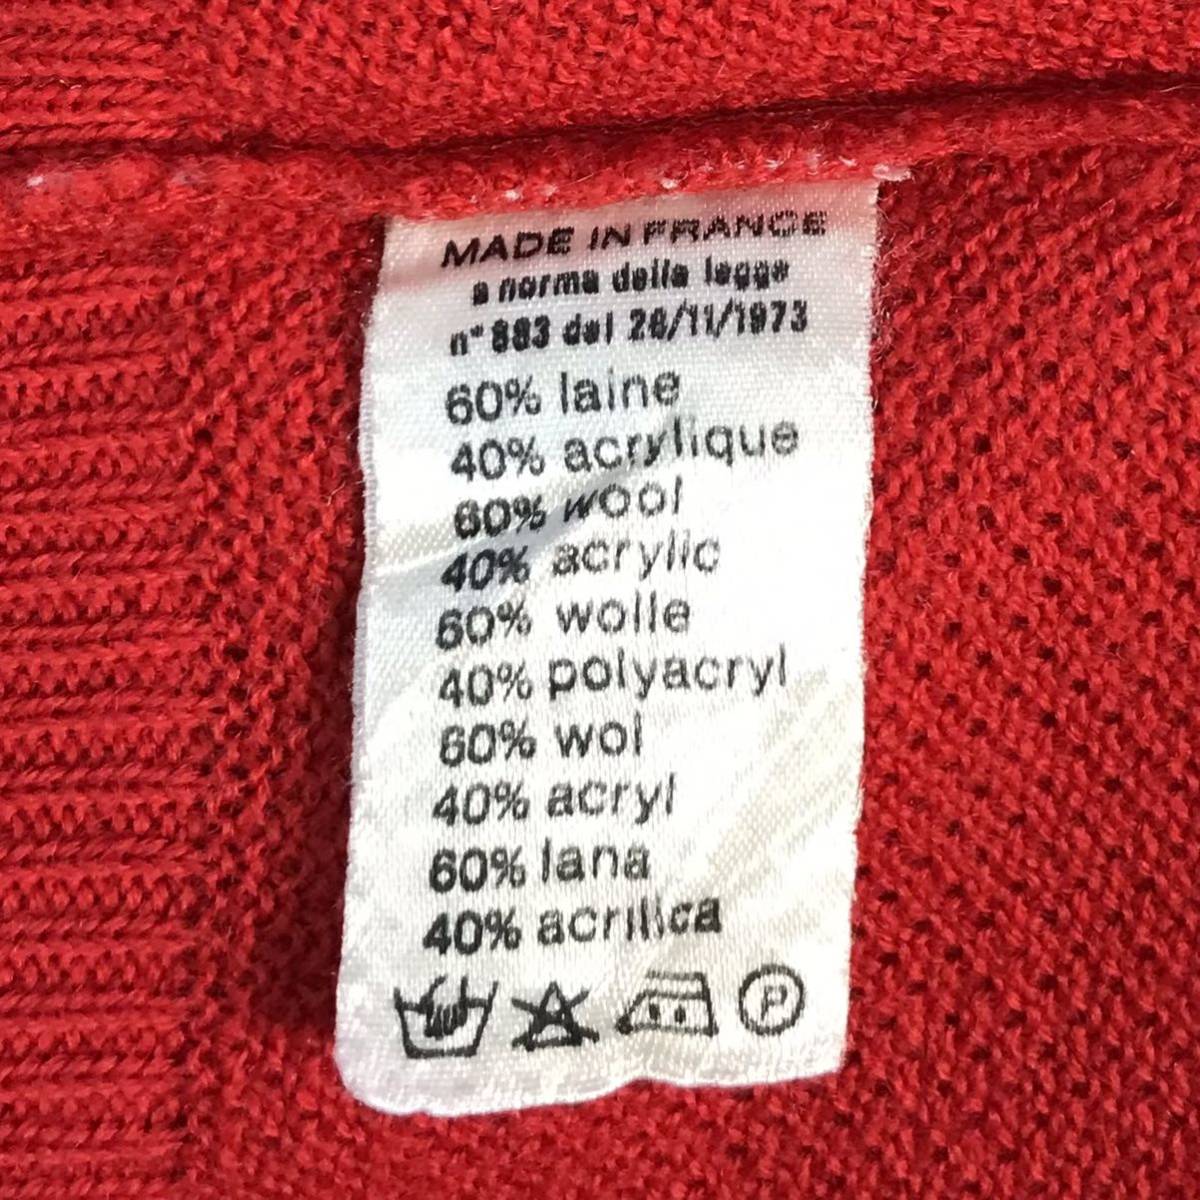 MADE IN FRANCE
a norma della legge
n° 883 del 26/11/1973
60% laine
40% acrylique
60% wool
40% acrylic
60% wolle
40% polyacryl
60% wol
40% acryl
60% lana
40% acrilica
P